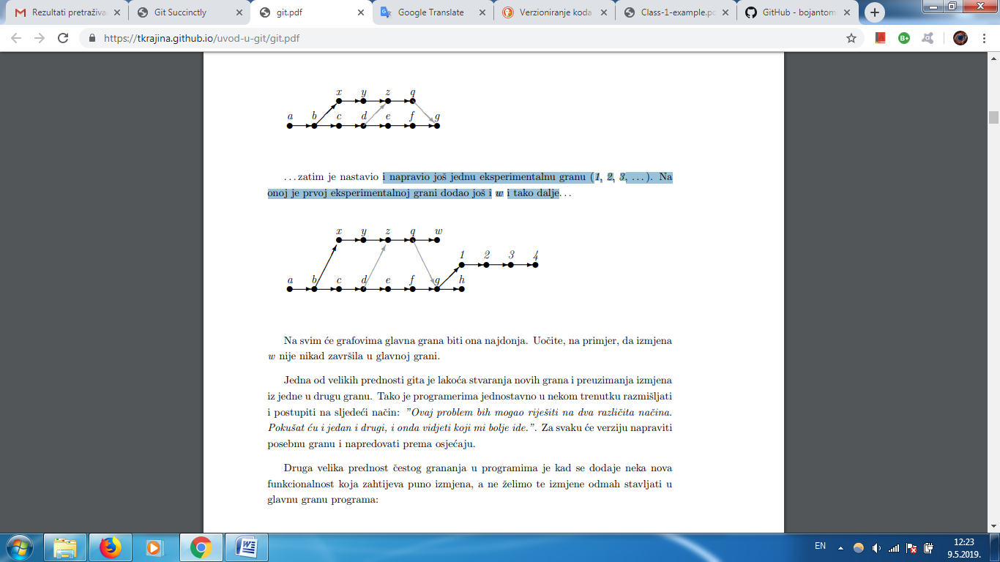 Rezultati pretraživa
Git Succinctly
git.pdf
Google Translate
Verzioniranje koda
Class-1-example.po
GitHub - bojantom
https://tkrajina.github.io/uvod-u-git/git.pdf
x y z q
a b c d e f g
...zatim je nastavio i napravio još jednu eksperimentalnu granu (1, 2, 3, ...). Na
onoj je prvoj eksperimentalnoj grani dodao još i w i tako dalje...
x y z q w
1 2 3 4
a b c d e f g h
Na svim će grafovima glavna grana biti ona najdonja. Uočite, na primjer, da izmjena
w nije nikad završila u glavnoj grani.
Jedna od velikih prednosti gita je lakoća stvaranja novih grana i preuzimanja izmjena
iz jedne u drugu granu. Tako je programerima jednostavno u nekom trenutku razmišljati
i postupiti na sljedeći način: ”Ovaj problem bih mogao riješiti na dva različita načina.
Pokušat ću i jedan i drugi, i onda vidjeti koji mi bolje ide.”. Za svaku će verziju napraviti
posebnu granu i napredovati prema osjećaju.
Druga velika prednost čestog grananja u programima je kad se dodaje neka nova
funkcionalnost koja zahtijeva puno izmjena, a ne želimo te izmjene odmah stavljati u
glavnu granu programa:
EN
12:23
9.5.2019.